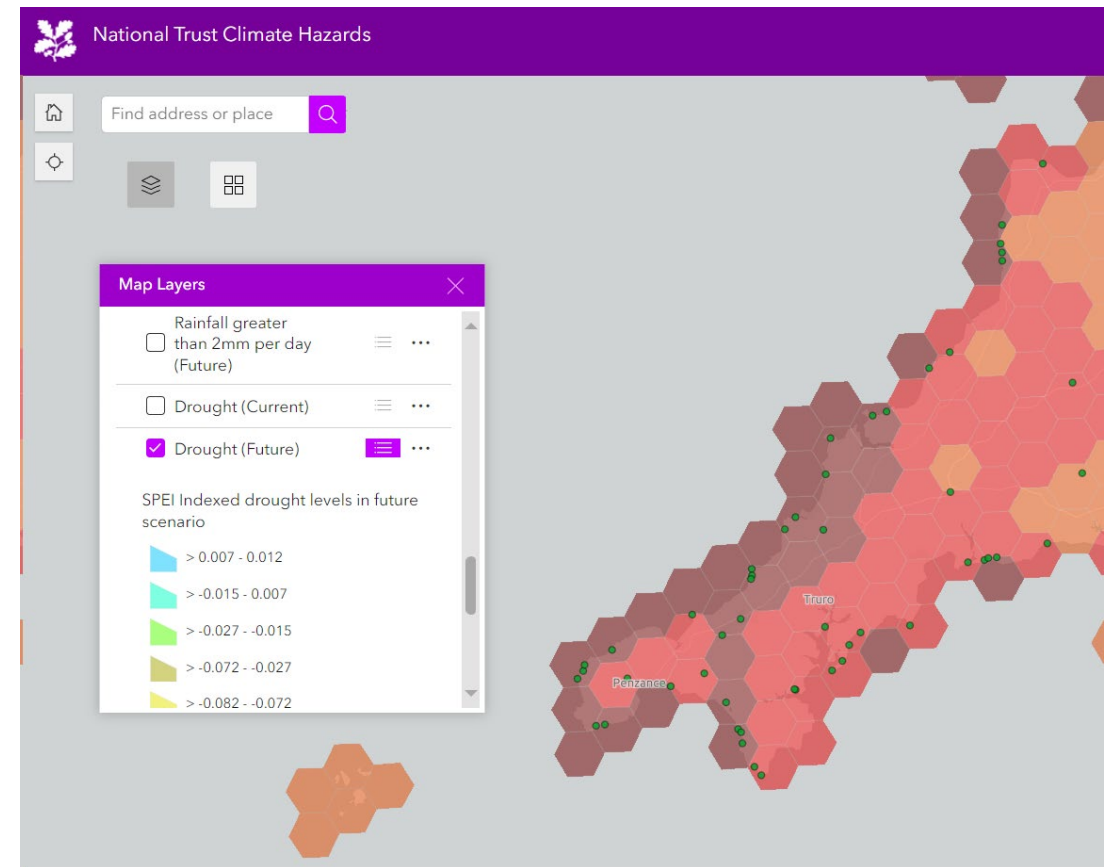 National Trust Climate Hazards
Find address or place
Map Layers
Rainfall greater
than 2mm per day
(Future)
Drought (Current)
Drought (Future)
SPEI Indexed drought levels in future
scenario
> 0.007 - 0.012
> -0.015 - 0.007
> -0.027 - -0.015
> -0.072 - -0.027
> -0.082 - -0.072
Truro
Penzance